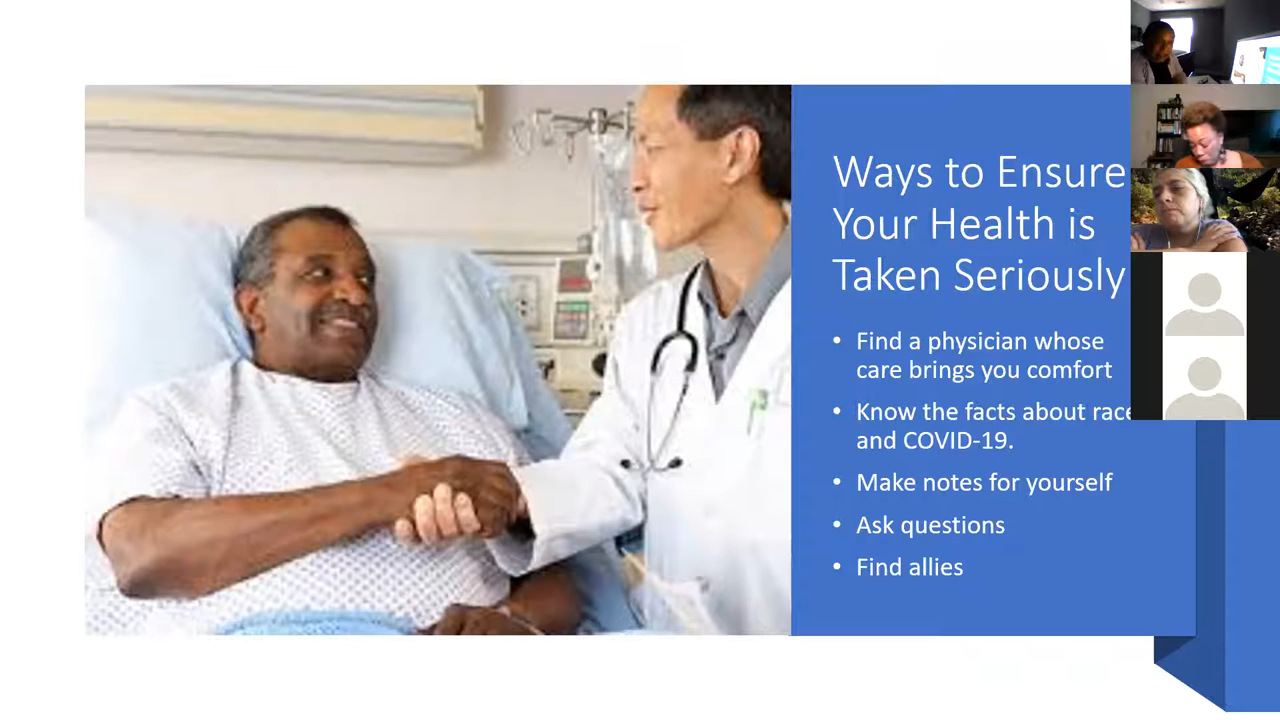 Ways to Ensure
Your Health is
Taken Seriously
• Find a physician whose
care brings you comfort
• Know the facts about race
and COVID-19.
• Make notes for yourself
• Ask questions
• Find allies